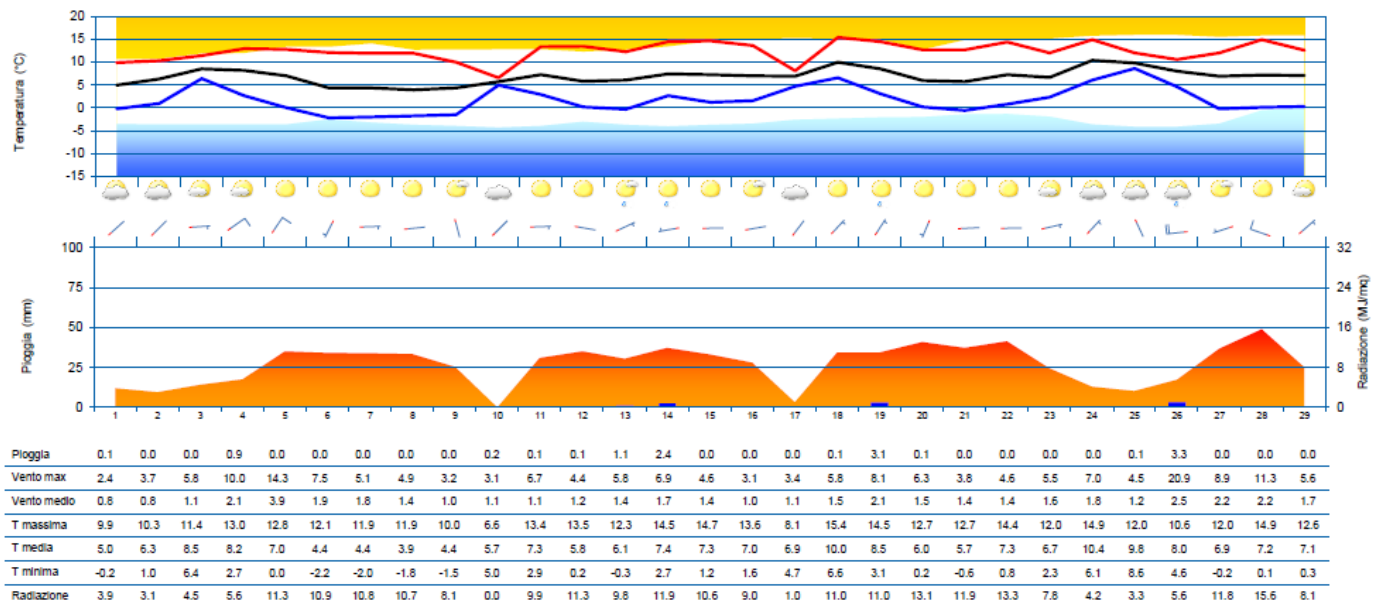 20
15
10
5
0
-5
-10
-15
Temperatura (°C)
100
75
50
25
0
Pioggia (mm)
32
24
16
8
0
Radiazione (MJ/mq)
1 2 3 4 5 6 7 8 9 10 11 12 13 14 15 16 17 18 19 20 21 22 23 24 25 26 27 28 29
Pioggia 0.1 0.0 0.0 0.9 0.0 0.0 0.0 0.0 0.0 0.2 0.1 0.1 1.1 2.4 0.0 0.0 0.0 0.1 3.1 0.1 0.0 0.0 0.0 0.0 0.1 3.3 0.0 0.0 0.0
Vento max 2.4 3.7 5.8 10.0 14.3 7.5 5.1 4.9 3.2 3.1 6.7 4.4 5.8 6.9 4.6 3.1 3.4 5.8 8.1 6.3 3.8 4.6 5.5 7.0 4.5 20.9 8.9 11.3 5.6
Vento medio 0.8 0.8 1.1 2.1 3.9 1.9 1.8 1.4 1.0 1.1 1.1 1.2 1.4 1.7 1.4 1.0 1.1 1.5 2.1 1.5 1.4 1.4 1.6 1.8 1.2 2.5 2.2 2.2 1.7
T massima 9.9 10.3 11.4 13.0 12.8 12.1 11.9 11.9 10.0 6.6 13.4 13.5 12.3 14.5 14.7 13.6 8.1 15.4 14.5 12.7 12.7 14.4 12.0 14.9 12.0 10.6 12.0 14.9 12.6
T media 5.0 6.3 8.5 8.2 7.0 4.4 4.4 3.9 4.4 5.7 7.3 5.8 6.1 7.4 7.3 7.0 6.9 10.0 8.5 6.0 5.7 7.3 6.7 10.4 9.8 8.0 6.9 7.2 7.1
T minima -0.2 1.0 6.4 2.7 0.0 -2.2 -2.0 -1.8 -1.5 5.0 2.9 0.2 -0.3 2.7 1.2 1.6 4.7 6.6 3.1 0.2 -0.6 0.8 2.3 6.1 8.6 4.6 -0.2 0.1 0.3
Radiazione 3.9 3.1 4.5 5.6 11.3 10.9 10.8 10.7 8.1 0.0 9.9 11.3 9.8 11.9 10.6 9.0 1.0 11.0 11.0 13.1 11.9 13.3 7.8 4.2 3.3 5.6 11.8 15.6 8.1